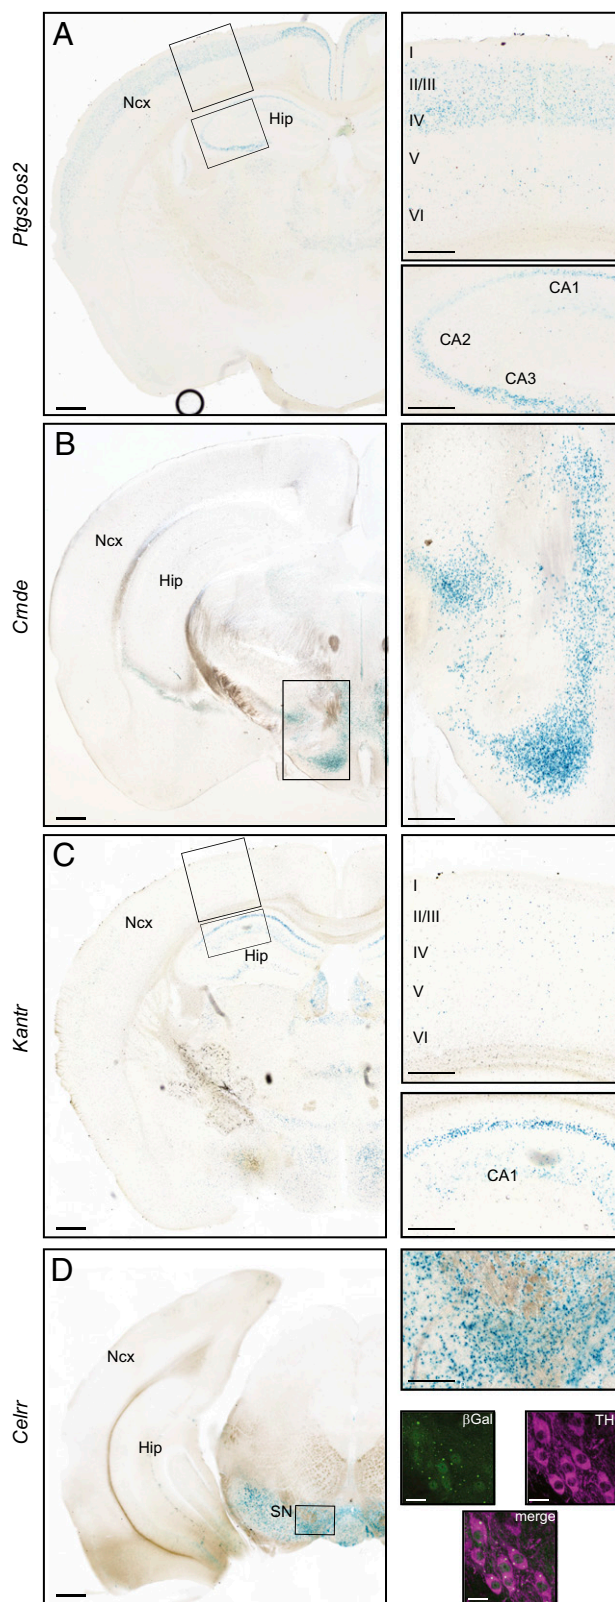 A
Ptgs2os2
Ncx
Hip
I
II/III
IV
V
VI
CA1
CA2
CA3
B
Crnde
Ncx
Hip
C
Kantr
Ncx
Hip
I
II/III
IV
V
VI
CA1
D
Celrr
Ncx
Hip
SN
βGal
TH
merge